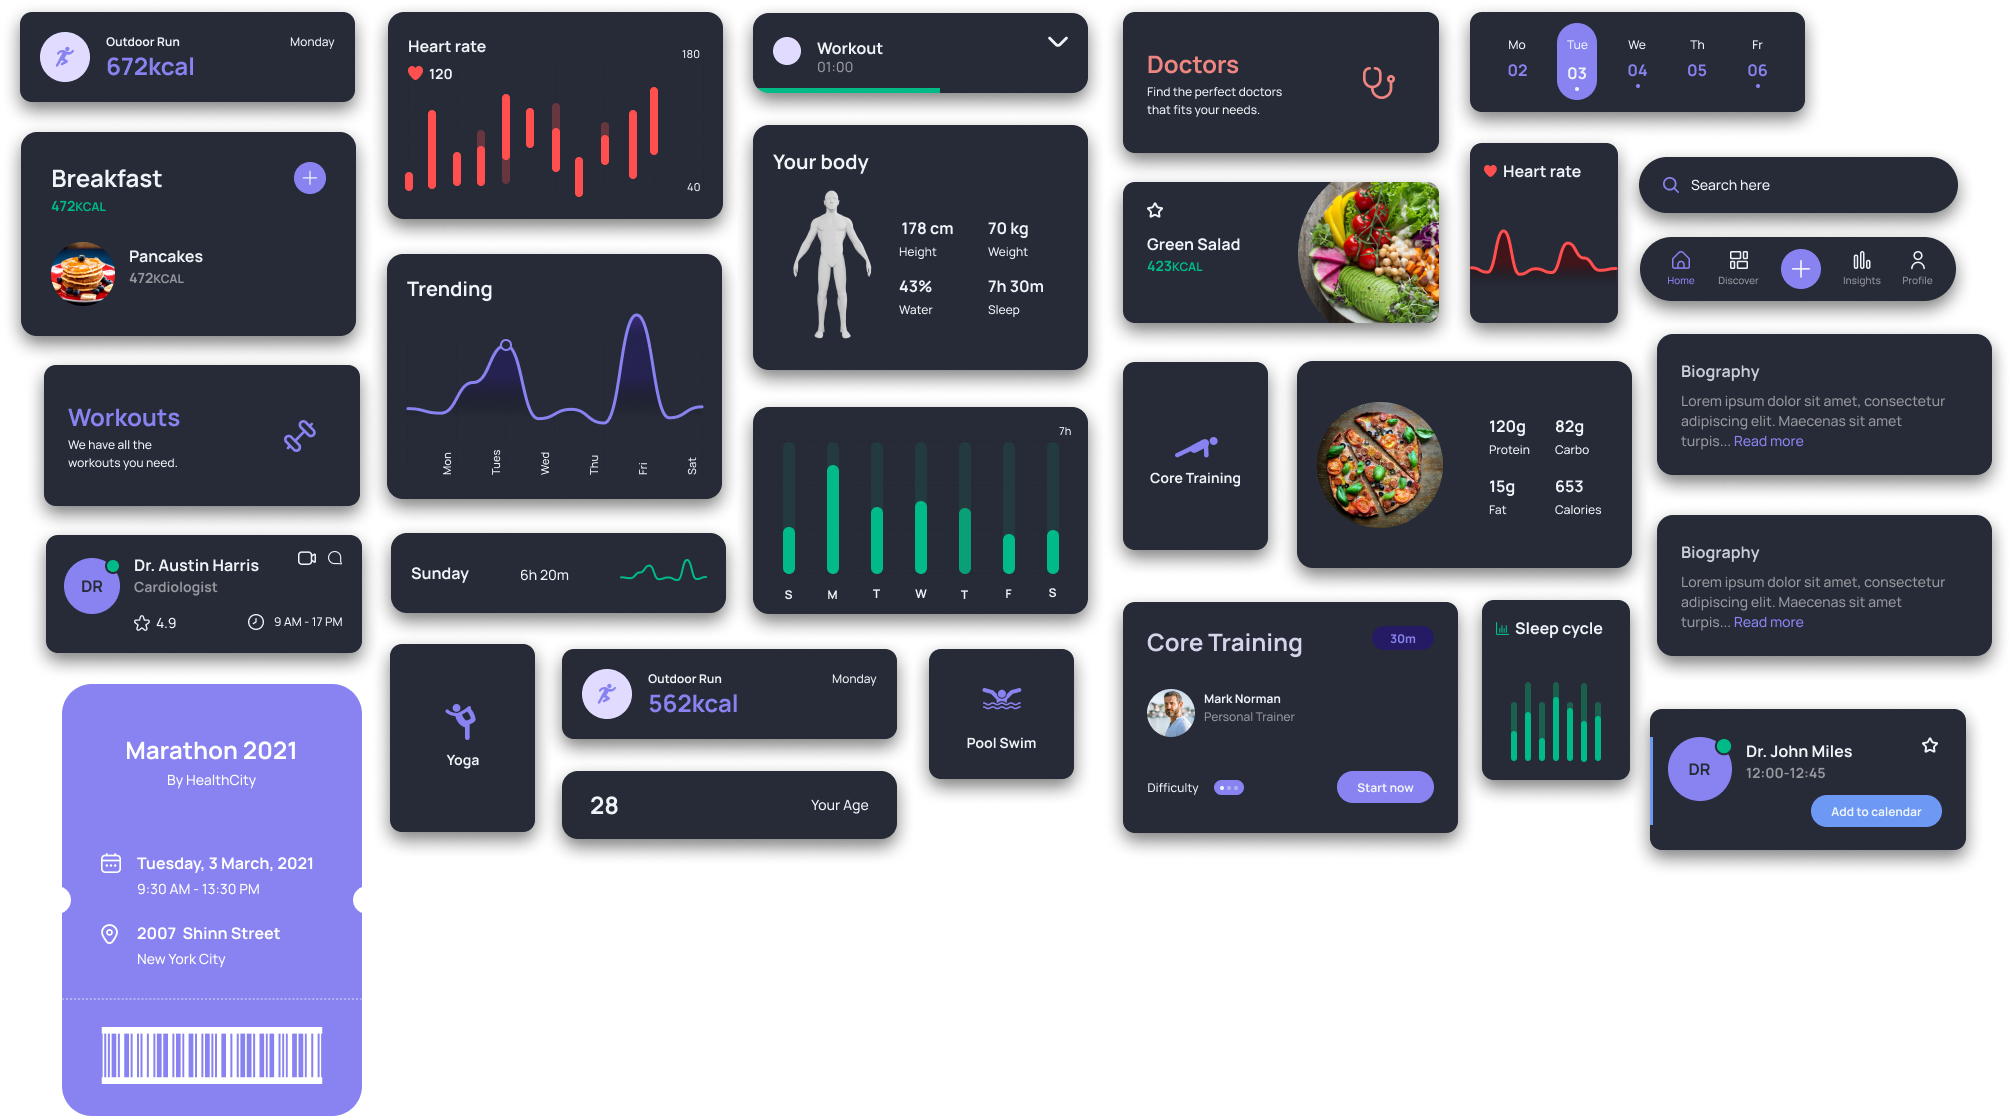 Outdoor Run
Monday
672kcal
Breakfast
472KCAL
Pancakes
472KCAL
Workouts
We have all the
workouts you need.
DR
Dr. Austin Harris
Cardiologist
4.9
9 AM - 17 PM
Marathon 2021
By HealthCity
Tuesday, 3 March, 2021
9:30 AM - 13:30 PM
2007 Shinn Street
New York City
Heart rate
120
180
40
Trending
Mon
Tues
Wed
Thu
Fri
Sat
Sunday
6h 20m
Yoga
Outdoor Run
Monday
562kcal
28
Your Age
Workout
01:00
Your body
178 cm
70 kg
Height
Weight
43%
7h 30m
Water
Sleep
7h
S
M
T
W
T
F
S
Pool Swim
Doctors
Find the perfect doctors
that fits your needs.
Green Salad
423KCAL
Core Training
120g
82g
Protein
Carbo
15g
653
Fat
Calories
Core Training
30m
Mark Norman
Personal Trainer
Difficulty
Start now
Mo
Tue
We
Th
Fr
02
03
04
05
06
Heart rate
Search here
Home
Discover
Insights
Profile
Biography
Lorem ipsum dolor sit amet, consectetur
adipiscing elit. Maecenas sit amet
turpis... Read more
Biography
Lorem ipsum dolor sit amet, consectetur
adipiscing elit. Maecenas sit amet
turpis... Read more
Sleep cycle
DR
Dr. John Miles
12:00-12:45
Add to calendar